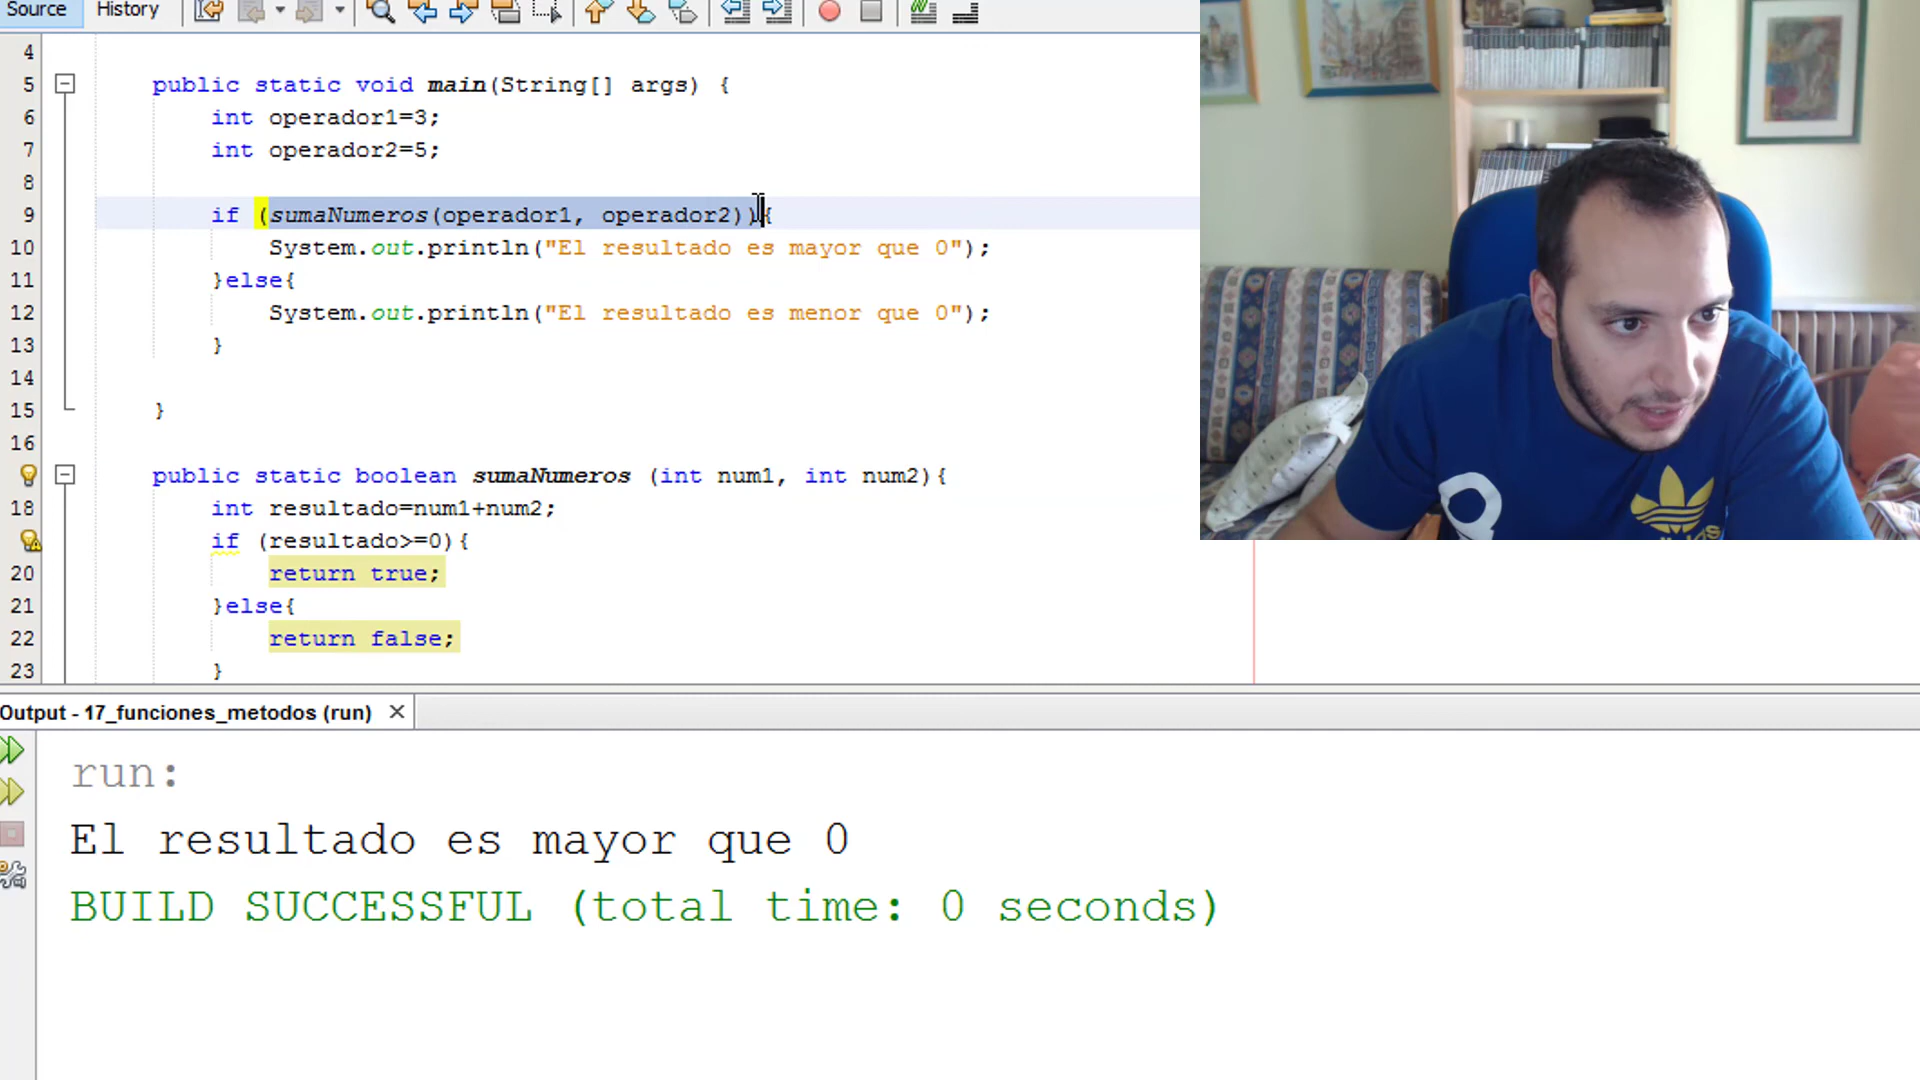 Source History
4
5 public static void main(String[] args) {
6 int operador1=3;
7 int operador2=5;
8
9 if (sumaNumeros(operador1, operador2)){
10 System.out.println("El resultado es mayor que 0");
11 }else{
12 System.out.println("El resultado es menor que 0");
13 }
14
15 }
16
public static boolean sumaNumeros (int num1, int num2){
18 int resultado=num1+num2;
if (resultado>=0){
20 return true;
21 }else{
22 return false;
23 }
Output - 17_funciones_metodos (run)
run:
El resultado es mayor que 0
BUILD SUCCESSFUL (total time: 0 seconds)